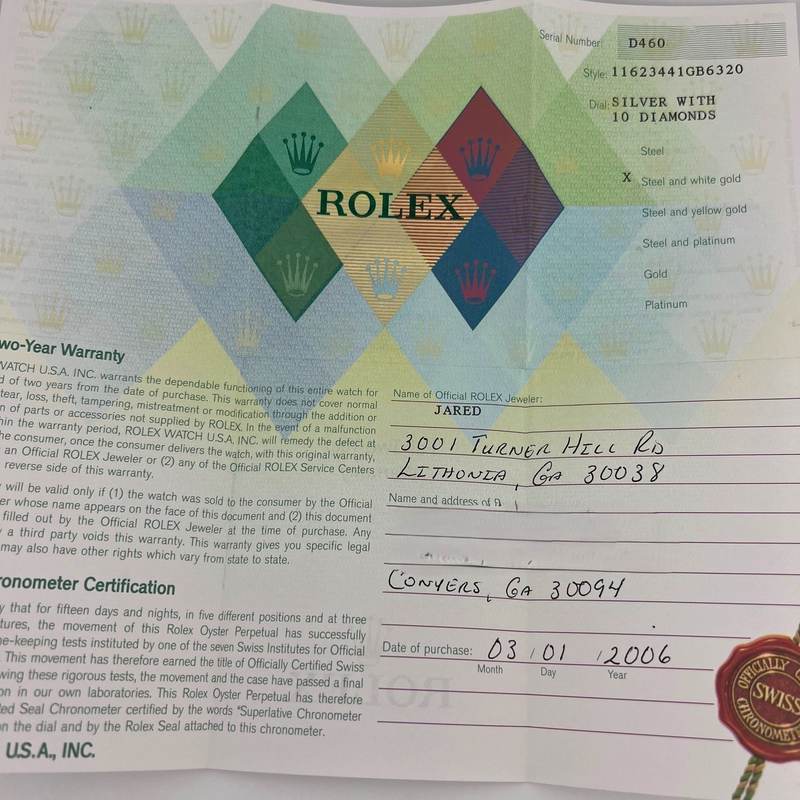 Serial Number: D460
Style: 11623441GB6320
Dial: SILVER WITH
10 DIAMONDS
Steel
X Steel and white gold
Steel and yellow gold
Steel and platinum
Gold
Platinum
ROLEX
wo-Year Warranty
WATCH U.S.A. INC. warrants the dependable functioning of this entire watch for
d of two years from the date of purchase. This warranty does not cover normal
tear, loss, theft, tampering, mistreatment or modification through the addition or
n of parts or accessories not supplied by ROLEX. In the event of a malfunction
hin the warranty period, ROLEX WATCH U.S.A. INC. will remedy the defect at
he consumer, once the consumer delivers the watch, with this original warranty,
an Official ROLEX Jeweler or (2) any of the Official ROLEX Service Centers
reverse side of this warranty.
will be valid only if (1) the watch was sold to the consumer by the Official
er whose name appears on the face of this document and (2) this document
filled out by the Official ROLEX Jeweler at the time of purchase. Any
y a third party voids this warranty. This warranty gives you specific legal
may also have other rights which vary from state to state.
ronometer Certification
y that for fifteen days and nights, in five different positions and at three
tures, the movement of this Rolex Oyster Perpetual has successfully
me-keeping tests instituted by one of the seven Swiss Institutes for Official
This movement has therefore earned the title of Officially Certified Swiss
wing these rigorous tests, the movement and the case have passed a final
on in our own laboratories. This Rolex Oyster Perpetual has therefore
ted Seal Chronometer certified by the words "Superlative Chronometer
on the dial and by the Rolex Seal attached to this chronometer.
U.S.A., INC.
Name of Official ROLEX Jeweler:
JARED
3001 TURNER HILL RD
LITHONIA, GA 30038
Name and address of
CONYERS, GA 30094
Date of purchase: 03 / 01 / 2006
Month Day Year
OFFICIALLY
SWISS
CHRONOMETE